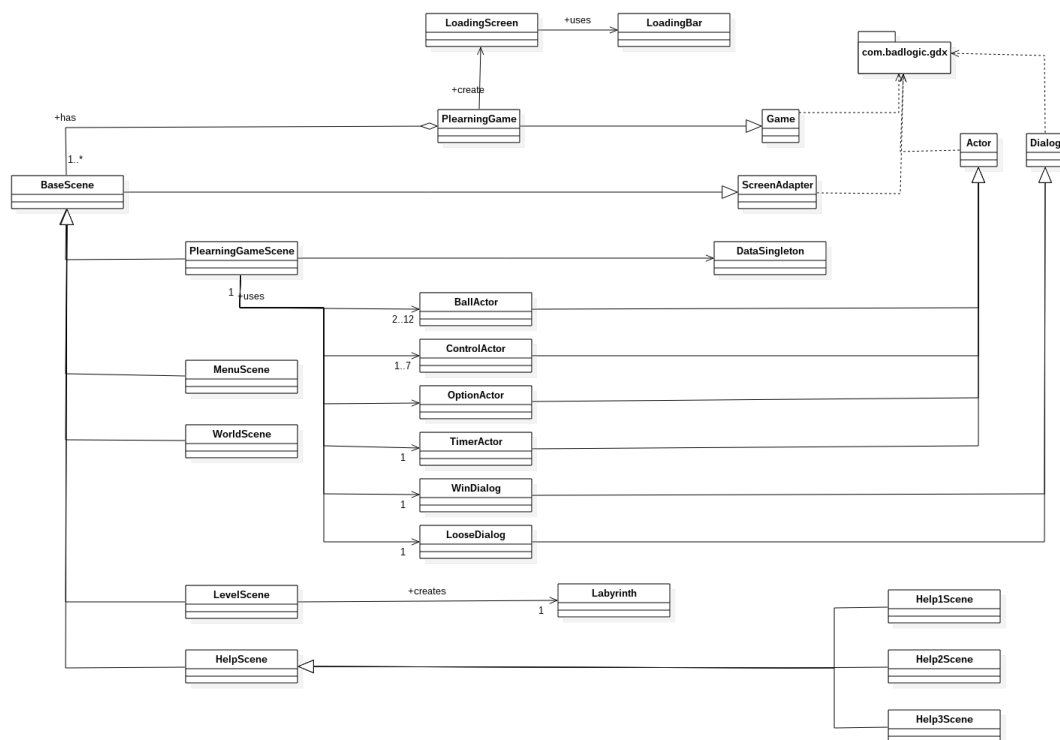 LoadingScreen
+uses
LoadingBar
com.badlogic.gdx
+create
+has
PlearningGame
Game
1..*
Actor
Dialog
BaseScene
ScreenAdapter
PlearningGameScene
DataSingleton
1
+uses
BallActor
2..12
ControlActor
1..7
MenuScene
OptionActor
WorldScene
TimerActor
1
WinDialog
1
LooseDialog
1
LevelScene
+creates
Labyrinth
1
Help1Scene
HelpScene
Help2Scene
Help3Scene